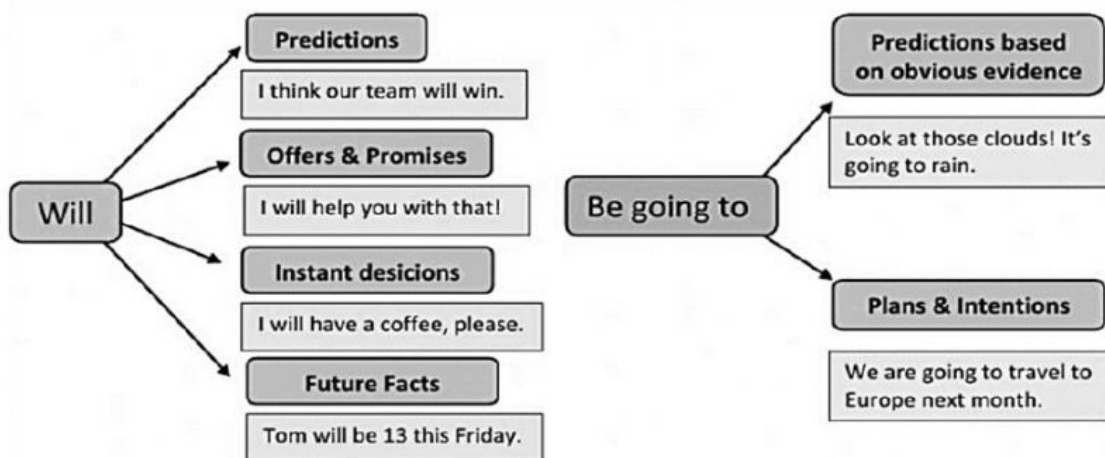 Will
Predictions
I think our team will win.
Offers & Promises
I will help you with that!
Instant desicions
I will have a coffee, please.
Future Facts
Tom will be 13 this Friday.
Be going to
Predictions based
on obvious evidence
Look at those clouds! It's
going to rain.
Plans & Intentions
We are going to travel to
Europe next month.